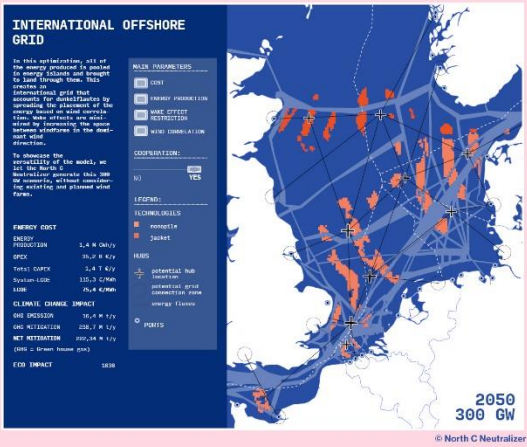 INTERNATIONAL OFFSHORE
GRID
In this optimization, all of
the energy produced is pooled
in energy islands and brought
to land through them. This
creates an
international grid that
accounts for dunkelflautes by
spreading the placement of the
energy based on wind correla-
tion. Wake effects are mini-
mized by increasing the space
between windfarms in the domi-
nant wind
direction.
To showcase the
versatility of the model, we
let the North C
Neutralizer generate this 300
GW scenario, without consider-
ing existing and planned wind
farms.
ENERGY COST
ENERGY
PRODUCTION 1,4 M GWh/y
OPEX 35,2 B €/y
Total CAPEX 1,4 T €/y
System-LCOE 115,3 €/MWh
LCOE 75,4 €/MWh
CLIMATE CHANGE IMPACT
GHG EMISSION 16,4 M t/y
GHG MITIGATION 238,7 M t/y
NET MITIGATION 222,34 M t/y
(GHG = Green house gas)
ECO IMPACT 1030
MAIN PARAMETERS
COST
ENERGY PRODUCTION
WAKE EFFECT
RESTRICTION
WIND CORRELATION
COOPERATION:
NO YES
LEGEND:
TECHNOLOGIES
monopile
jacket
HUBS
potential hub
location
potential grid
connection zone
energy fluxes
PORTS
2050
300 GW
© North C Neutralizer